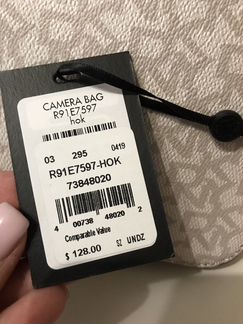 CAMERA BAG
R91E7597
hok
03 295 0419
R91E7597-HOK
73848020
4 00738 48020 2
Comparable Value
$ 128.00 SZ UNDZ